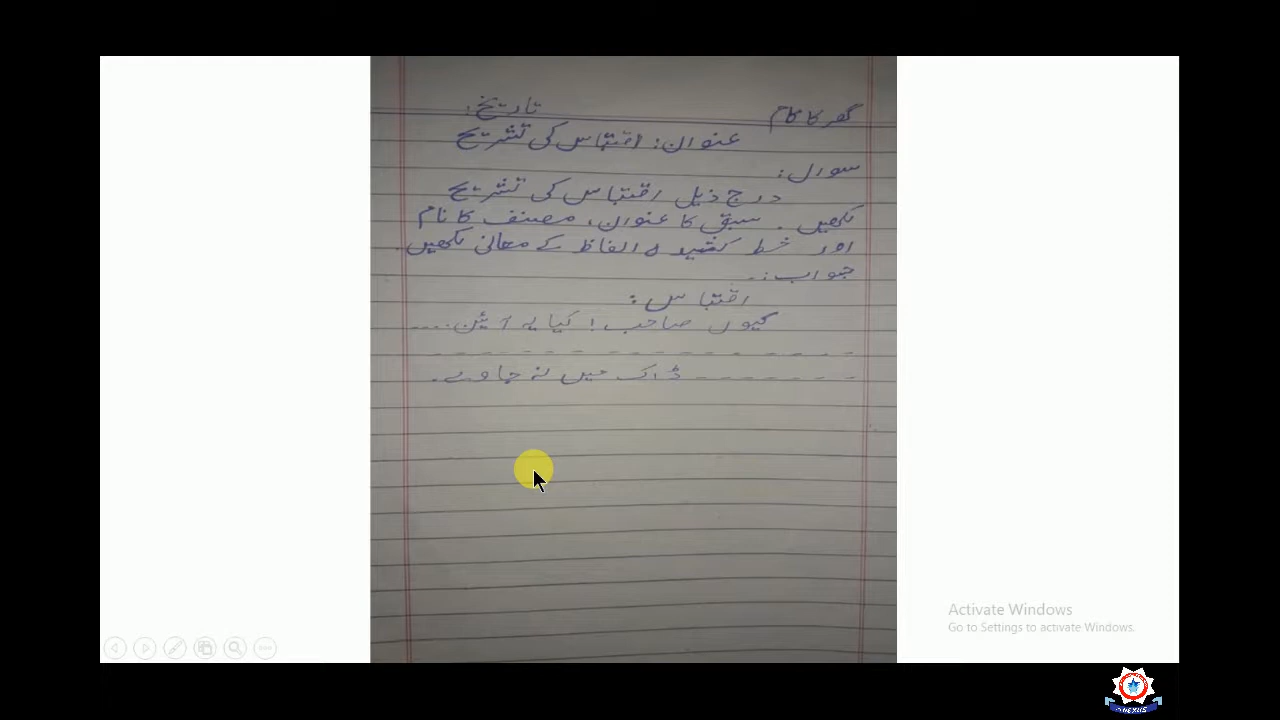 گھر کا کام
تاریخ:
عنوان: اقتباس کی تشریح
سوال:
درج ذیل اقتباس کی تشریح
لکھیں۔ سبق کا عنوان، مصنف کا نام
اور خط کشیدہ الفاظ کے معانی لکھیں۔
جواب:۔
اقتباس:
کیوں صاحب! کیا یہ آئین....
_ _ _ _ _ _ _ _ _ _ _ _ _ _
_ _ _ _ _ _ _ ڈاک میں نہ جاوے۔
Activate Windows
Go to Settings to activate Windows.
NEXUS